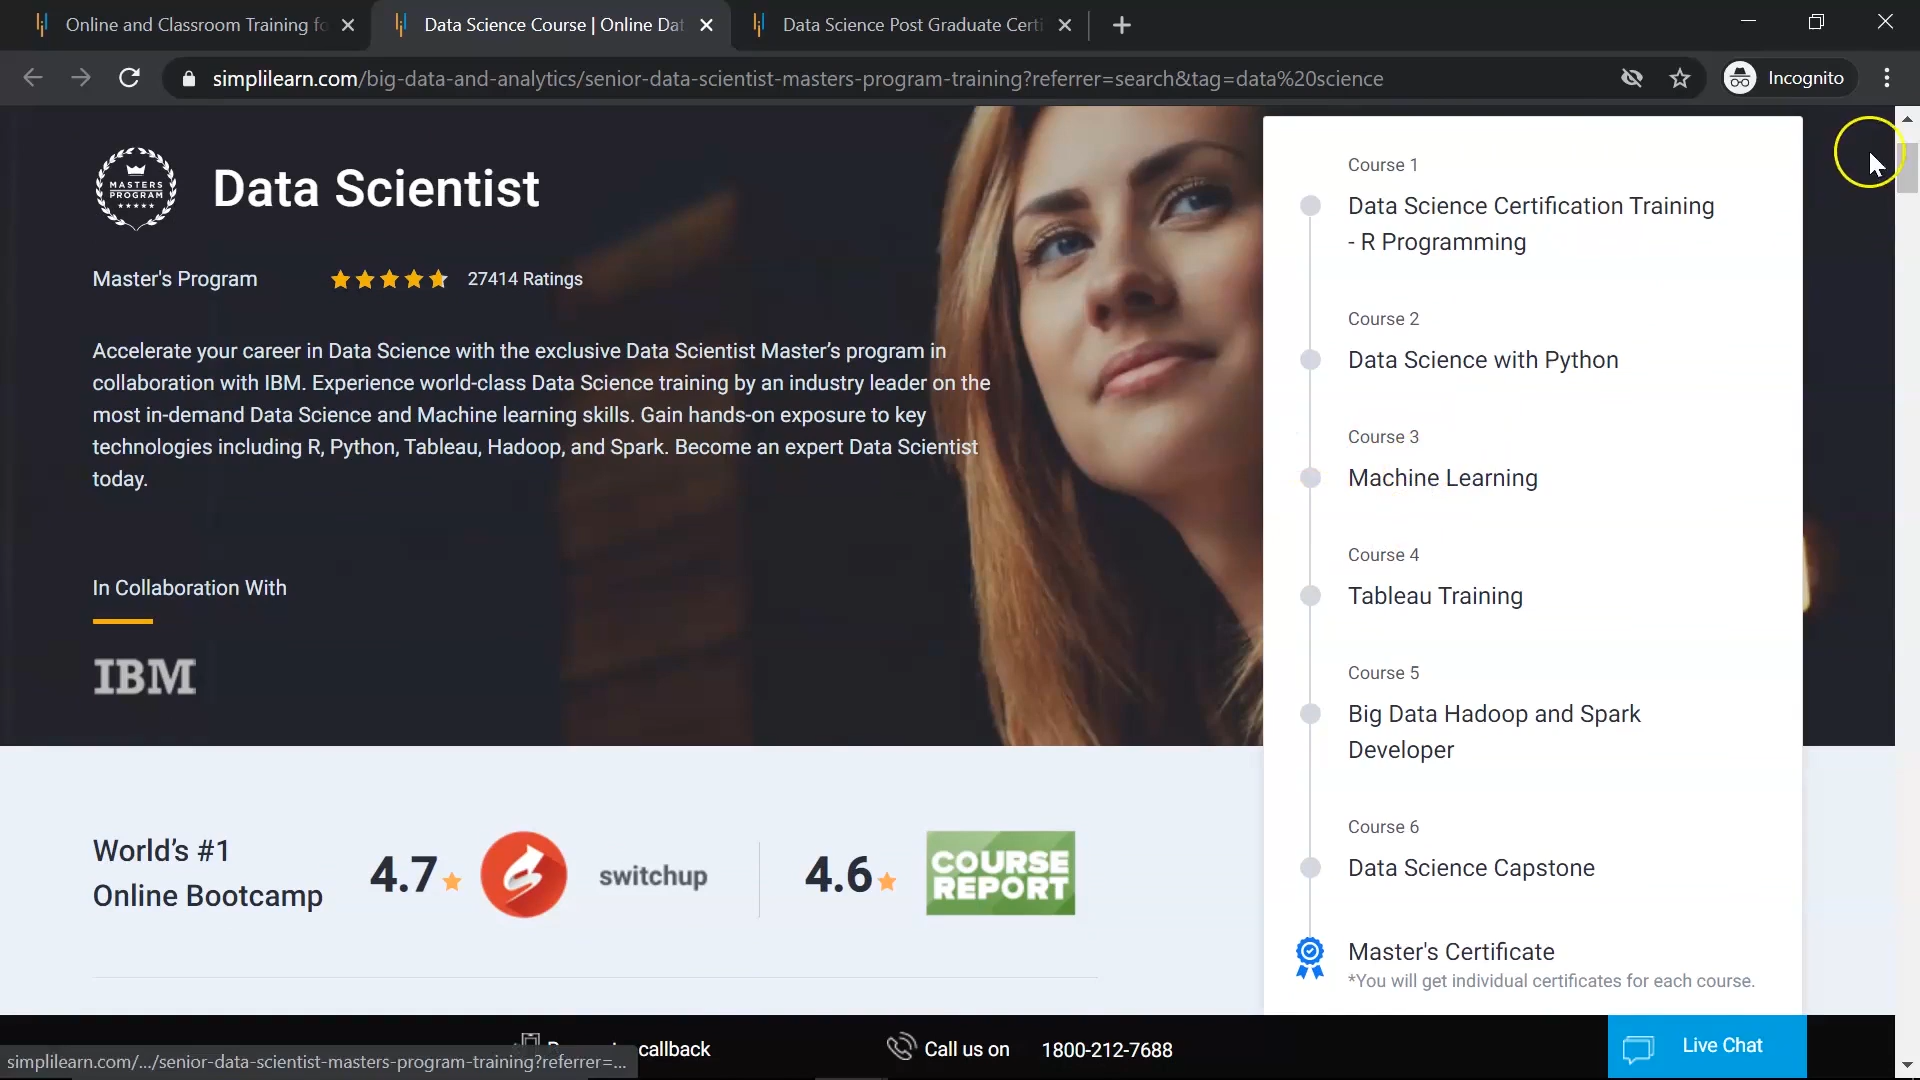 Online and Classroom Training fo
Data Science Course | Online Dat
Data Science Post Graduate Certi
simplilearn.com/big-data-and-analytics/senior-data-scientist-masters-program-training?referrer=search&tag=data%20science
Incognito
MASTERS
PROGRAM
Data Scientist
Master's Program
27414 Ratings
Accelerate your career in Data Science with the exclusive Data Scientist Master's program in
collaboration with IBM. Experience world-class Data Science training by an industry leader on the
most in-demand Data Science and Machine learning skills. Gain hands-on exposure to key
technologies including R, Python, Tableau, Hadoop, and Spark. Become an expert Data Scientist
today.
In Collaboration With
IBM
World's #1
Online Bootcamp
4.7
switchup
4.6
COURSE
REPORT
Course 1
Data Science Certification Training
- R Programming
Course 2
Data Science with Python
Course 3
Machine Learning
Course 4
Tableau Training
Course 5
Big Data Hadoop and Spark
Developer
Course 6
Data Science Capstone
Master's Certificate
*You will get individual certificates for each course.
callback
Call us on 1800-212-7688
Live Chat
simplilearn.com/.../senior-data-scientist-masters-program-training?referrer=...